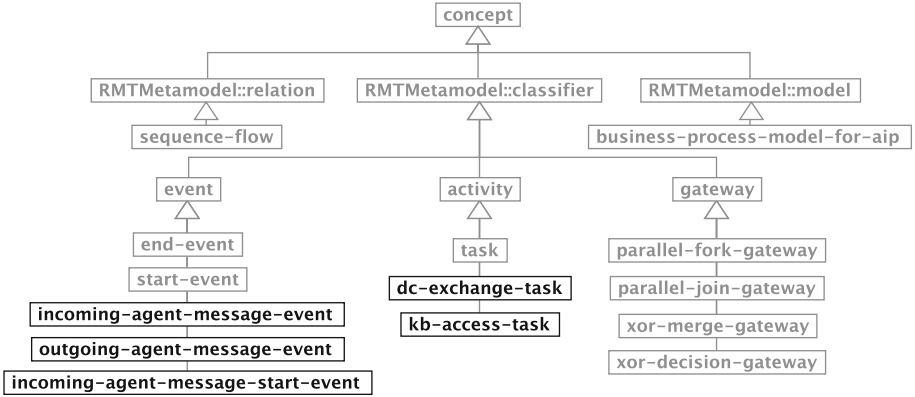 concept
RMTMetamodel::relation
RMTMetamodel::classifier
RMTMetamodel::model
sequence-flow
business-process-model-for-aip
event
activity
gateway
end-event
task
parallel-fork-gateway
start-event
dc-exchange-task
parallel-join-gateway
incoming-agent-message-event
kb-access-task
xor-merge-gateway
outgoing-agent-message-event
xor-decision-gateway
incoming-agent-message-start-event